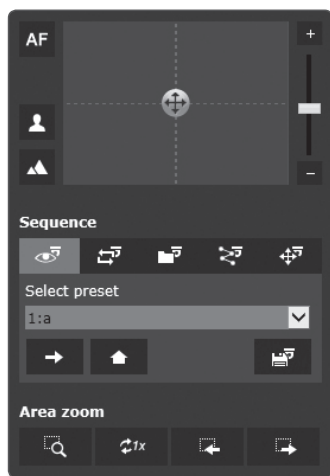 AF
+
−
Sequence
Select preset
1:a
Area zoom
1x